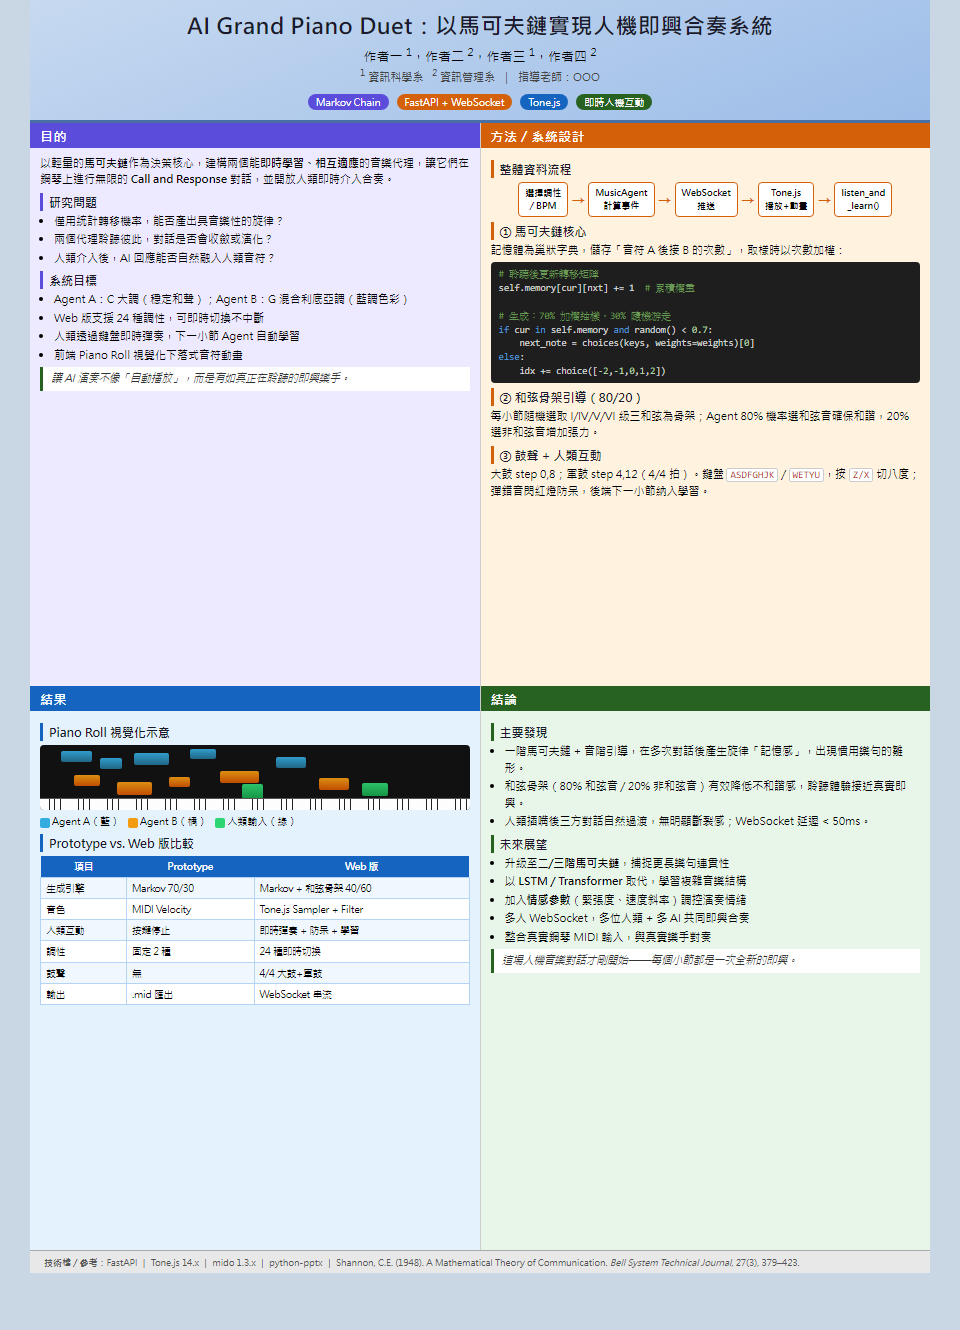 AI Grand Piano Duet：以馬可夫鏈實現人機即興合奏系統
作者一 1，作者二 2，作者三 1，作者四 2
1 資訊科學系 2 資訊管理系 ｜ 指導老師：OOO
Markov Chain
FastAPI + WebSocket
Tone.js
即時人機互動
目的
以輕量的馬可夫鏈作為決策核心，建構兩個能即時學習、相互適應的音樂代理，讓它們在
鋼琴上進行無限的 Call and Response 對話，並開放人類即時介入合奏。
研究問題
• 僅用統計轉移機率，能否產出具音樂性的旋律？
• 兩個代理聆聽彼此，對話是否會收斂或演化？
• 人類介入後，AI 回應能否自然融入人類音符？
系統目標
• Agent A：C 大調（穩定和聲）；Agent B：G 混合利底亞調（藍調色彩）
• Web 版支援 24 種調性，可即時切換不中斷
• 人類透過鍵盤即時彈奏，下一小節 Agent 自動學習
• 前端 Piano Roll 視覺化下落式音符動畫
讓 AI 演奏不像「自動播放」，而是有如真正在聆聽的即興樂手。
方法 / 系統設計
整體資料流程
選擇調性
/ BPM
→
MusicAgent
計算事件
→
WebSocket
推送
→
Tone.js
播放+動畫
→
listen_and
_learn()
① 馬可夫鏈核心
記憶體為巢狀字典，儲存「音符 A 後接 B 的次數」，取樣時以次數加權：
# 聆聽後更新轉移矩陣
self.memory[cur][nxt] += 1 # 累積權重
# 生成：70% 加權抽樣，30% 隨機游走
if cur in self.memory and random() < 0.7:
next_note = choices(keys, weights=weights)[0]
else:
idx += choice([-2,-1,0,1,2])
② 和弦骨架引導（80/20）
每小節隨機選取 I/IV/V/VI 級三和弦為骨架；Agent 80% 機率選和弦音確保和諧，20%
選非和弦音增加張力。
③ 鼓聲 + 人類互動
大鼓 step 0,8；軍鼓 step 4,12（4/4 拍）。鍵盤 ASDFGHJK / WETYU，按 Z/X 切八度；
彈錯音閃紅燈防呆，後端下一小節納入學習。
結果
Piano Roll 視覺化示意
Agent A（藍） Agent B（橘） 人類輸入（綠）
Prototype vs. Web 版比較
項目 Prototype Web 版
生成引擎 Markov 70/30 Markov + 和弦骨架 40/60
音色 MIDI Velocity Tone.js Sampler + Filter
人類互動 按鍵停止 即時彈奏 + 防呆 + 學習
調性 固定 2 種 24 種即時切換
鼓聲 無 4/4 大鼓+軍鼓
輸出 .mid 匯出 WebSocket 串流
結論
主要發現
• 一階馬可夫鏈 + 音階引導，在多次對話後產生旋律「記憶感」，出現慣用樂句的雛
形。
• 和弦骨架（80% 和弦音 / 20% 非和弦音）有效降低不和諧感，聆聽體驗接近真實即
興。
• 人類插嘴後三方對話自然過渡，無明顯斷裂感；WebSocket 延遲 < 50ms。
未來展望
• 升級至二/三階馬可夫鏈，捕捉更長樂句連貫性
• 以 LSTM / Transformer 取代，學習複雜音樂結構
• 加入情感參數（緊張度、速度斜率）調控演奏情緒
• 多人 WebSocket，多位人類 + 多 AI 共同即興合奏
• 整合真實鋼琴 MIDI 輸入，與真實樂手對奏
這場人機音樂對話才剛開始——每個小節都是一次全新的即興。
技術棧 / 參考：FastAPI ｜ Tone.js 14.x ｜ mido 1.3.x ｜ python-pptx ｜ Shannon, C.E. (1948). A Mathematical Theory of Communication. Bell System Technical Journal, 27(3), 379–423.